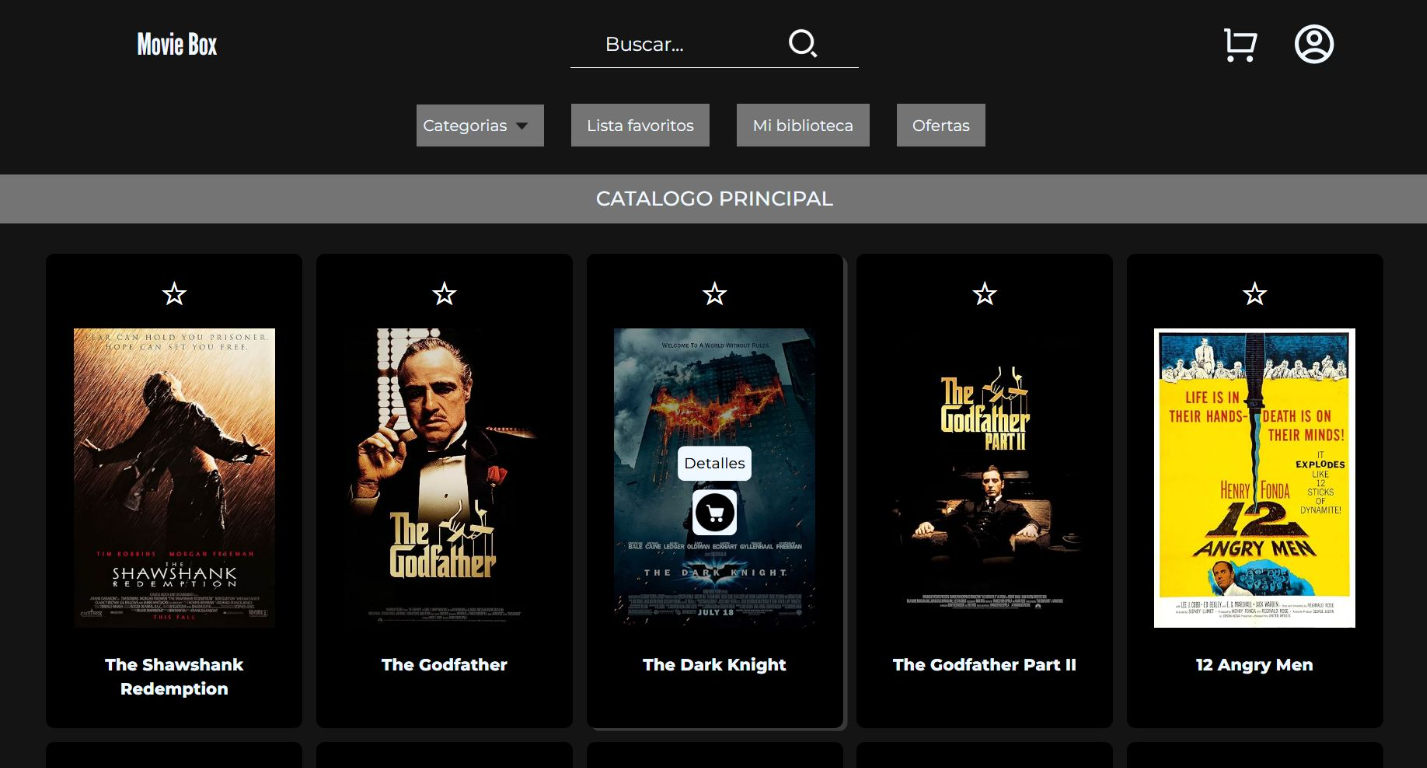 Movie Box
Buscar...
Categorias
Lista favoritos
Mi biblioteca
Ofertas
CATALOGO PRINCIPAL
FEAR CAN HOLD YOU PRISONER.
HOPE CAN SET YOU FREE.
TIM ROBBINS MORGAN FREEMAN
THE
SHAWSHANK
REDEMPTION
THIS FALL
The Shawshank
Redemption
The
Godfather
The Godfather
WELCOME TO A WORLD WITHOUT RULES.
Detalles
BALE CAINE LEDGER OLDMAN ECKHART GYLLENHAAL FREEMAN
THE DARK KNIGHT
JULY 18
The Dark Knight
The
Godfather
PART II
The Godfather Part II
LIFE IS IN
THEIR HANDS- DEATH IS ON
THEIR MINDS!
IT
EXPLODES
LIKE
12
STICKS
OF
DYNAMITE!
HENRY FONDA
12
ANGRY MEN
12 Angry Men